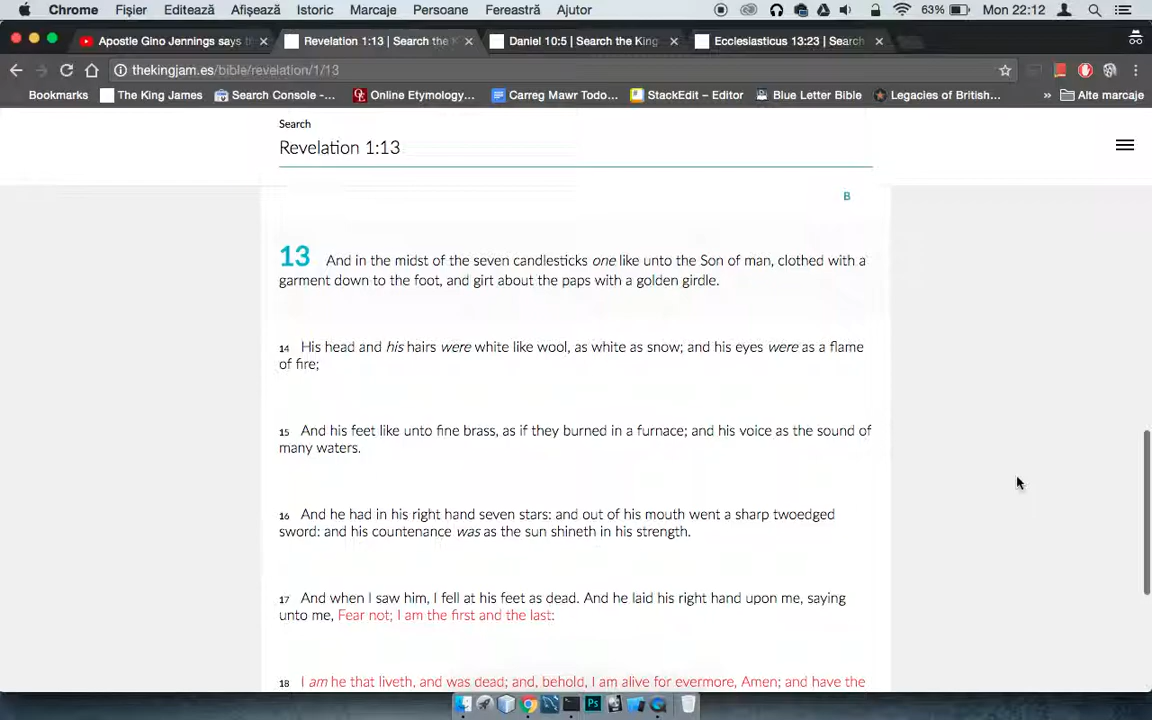 Chrome Fișier Editează Afișează Istoric Marcaje Persoane Fereastră Ajutor 63% Mon 22:12
Apostle Gino Jennings says t Revelation 1:13 | Search the K Daniel 10:5 | Search the King Ecclesiasticus 13:23 | Search
thekingjam.es/bible/revelation/1/13
Bookmarks The King James Search Console -... Online Etymology... Carreg Mawr Todo... StackEdit – Editor Blue Letter Bible Legacies of British... » Alte marcaje
Search
Revelation 1:13
B
13 And in the midst of the seven candlesticks one like unto the Son of man, clothed with a
garment down to the foot, and girt about the paps with a golden girdle.
14 His head and his hairs were white like wool, as white as snow; and his eyes were as a flame
of fire;
15 And his feet like unto fine brass, as if they burned in a furnace; and his voice as the sound of
many waters.
16 And he had in his right hand seven stars: and out of his mouth went a sharp twoedged
sword: and his countenance was as the sun shineth in his strength.
17 And when I saw him, I fell at his feet as dead. And he laid his right hand upon me, saying
unto me, Fear not; I am the first and the last:
18 I am he that liveth, and was dead; and, behold, I am alive for evermore, Amen; and have the
Ps